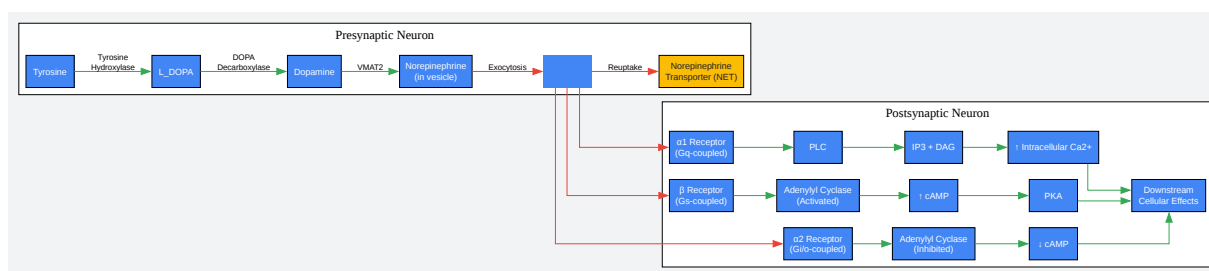 Presynaptic Neuron
Tyrosine
Tyrosine
Hydroxylase
L_DOPA
DOPA
Decarboxylase
Dopamine
VMAT2
Norepinephrine
(in vesicle)
Exocytosis
Reuptake
Norepinephrine
Transporter (NET)
Postsynaptic Neuron
α1 Receptor
(Gq-coupled)
PLC
IP3 + DAG
↑ Intracellular Ca2+
β Receptor
(Gs-coupled)
Adenylyl Cyclase
(Activated)
↑ cAMP
PKA
Downstream
Cellular Effects
α2 Receptor
(Gi/o-coupled)
Adenylyl Cyclase
(Inhibited)
↓ cAMP